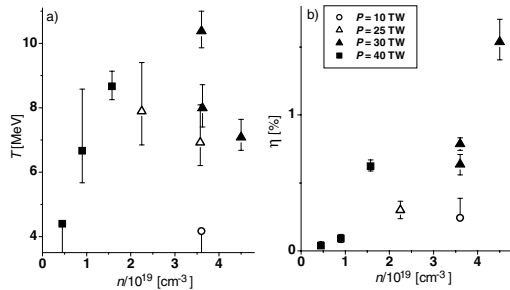 a)
10
8
6
4
T[MeV]
0 1 2 3 4 5
n/10^19 [cm^-3]
b)
P = 10 TW
P = 25 TW
P = 30 TW
P = 40 TW
1
0
η [%]
0 1 2 3 4
n/10^19 [cm^-3]